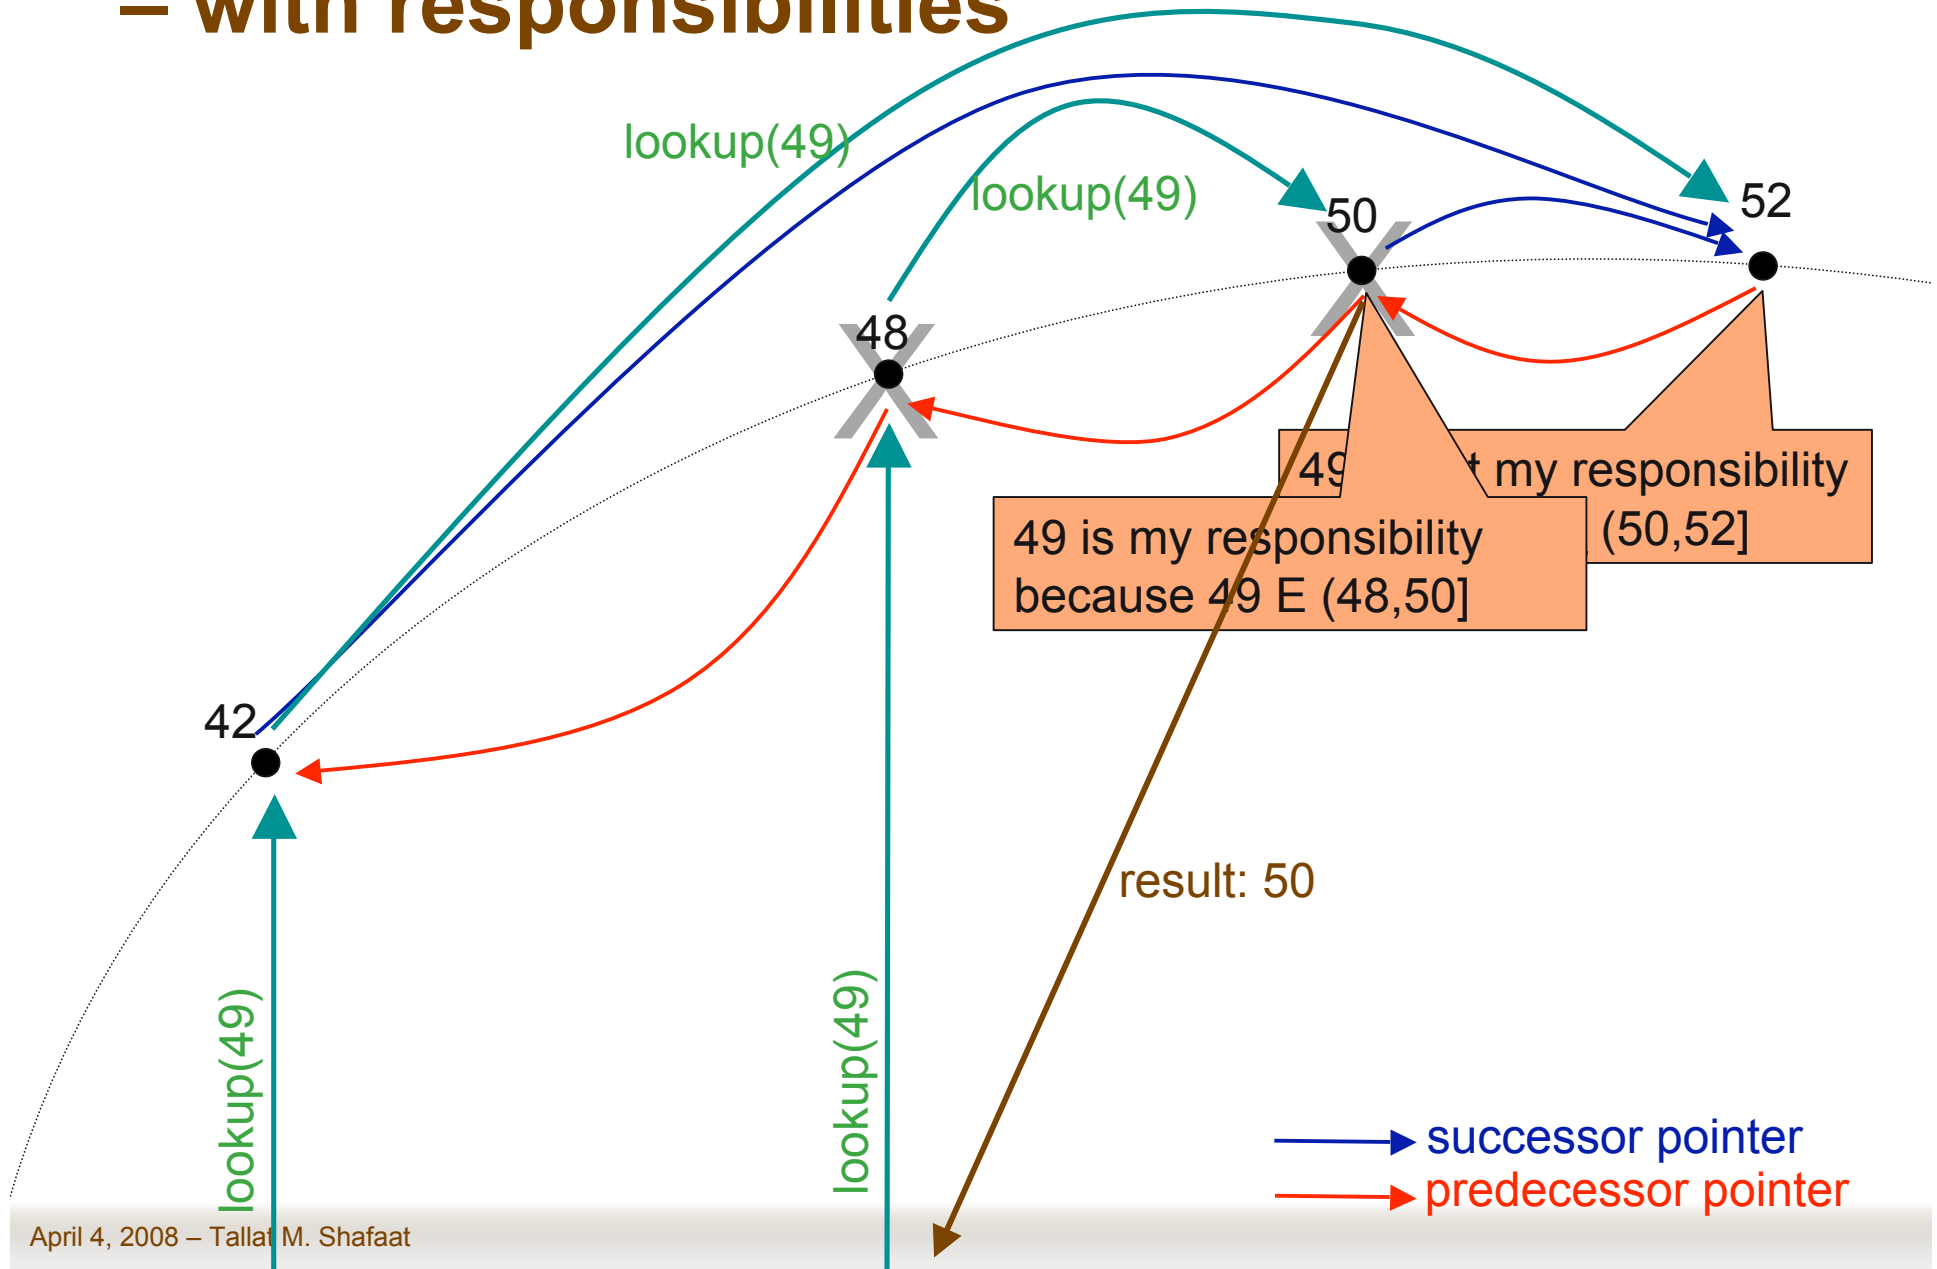 – with responsibilities
lookup(49)
lookup(49)
50
52
48
49 my responsibility
(50,52]
49 is my responsibility
because 49 E (48,50]
42
result: 50
lookup(49)
lookup(49)
successor pointer
predecessor pointer
April 4, 2008 – Tallat M. Shafaat